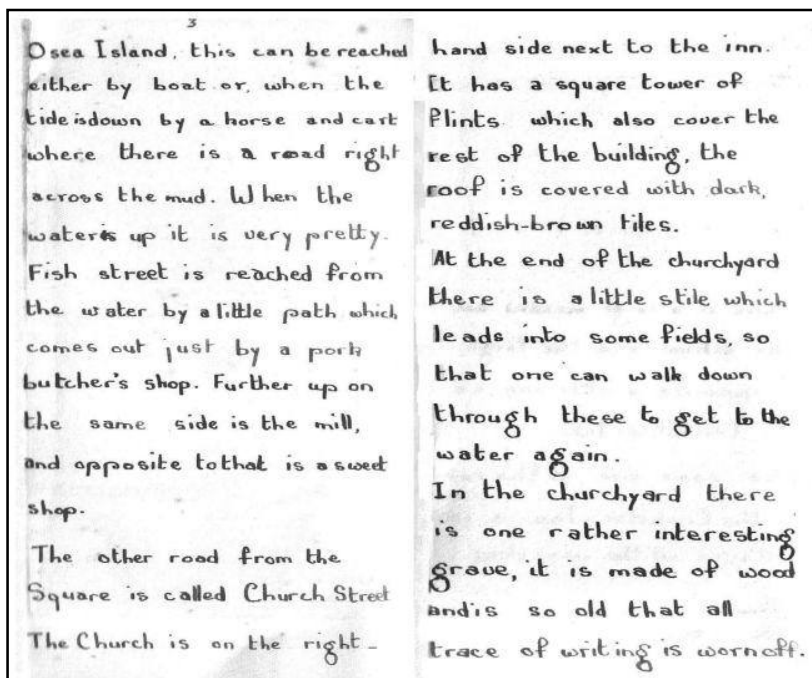 3
Osea Island, this can be reached
either by boat or, when the
tide is down by a horse and cart
where there is a road right
across the mud. When the
water is up it is very pretty.
Fish street is reached from
the water by a little path which
comes out just by a pork
butcher's shop. Further up on
the same side is the mill,
and opposite to that is a sweet
shop.
The other road from the
Square is called Church Street
The Church is on the right-
hand side next to the inn.
It has a square tower of
flints which also cover the
rest of the building, the
roof is covered with dark,
reddish-brown tiles.
At the end of the churchyard
there is a little stile which
leads into some fields, so
that one can walk down
through these to get to the
water again.
In the churchyard there
is one rather interesting
grave, it is made of wood
and is so old that all
trace of writing is worn off.